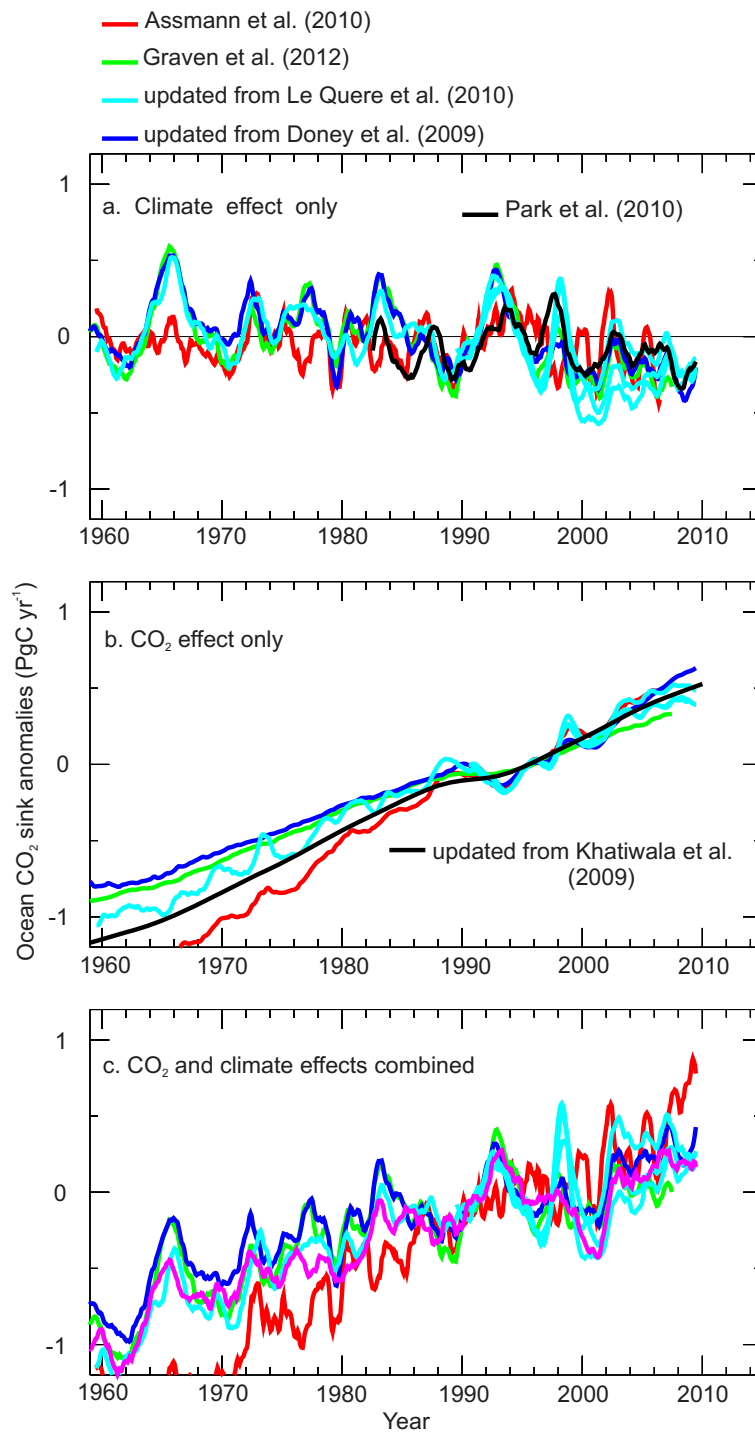 Assmann et al. (2010)
Graven et al. (2012)
updated from Le Quere et al. (2010)
updated from Doney et al. (2009)
1
a. Climate effect only
Park et al. (2010)
0
-1
1960 1970 1980 1990 2000 2010
Ocean CO₂ sink anomalies (PgC yr⁻¹)
1
b. CO₂ effect only
0
updated from Khatiwala et al.
(2009)
-1
1960 1970 1980 1990 2000 2010
1
c. CO₂ and climate effects combined
0
-1
1960 1970 1980 1990 2000 2010
Year